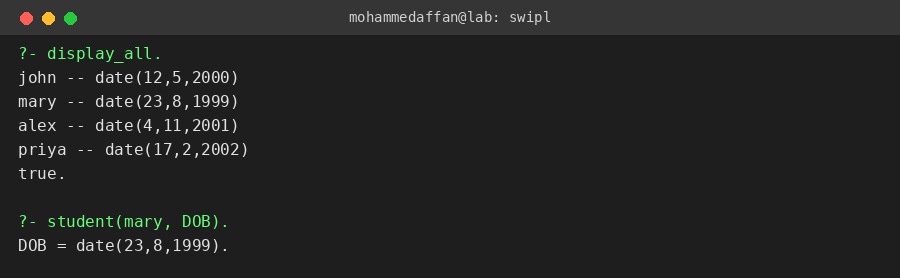 mohammedaffan@lab: swipl
?- display_all.
john -- date(12,5,2000)
mary -- date(23,8,1999)
alex -- date(4,11,2001)
priya -- date(17,2,2002)
true.
?- student(mary, DOB).
DOB = date(23,8,1999).